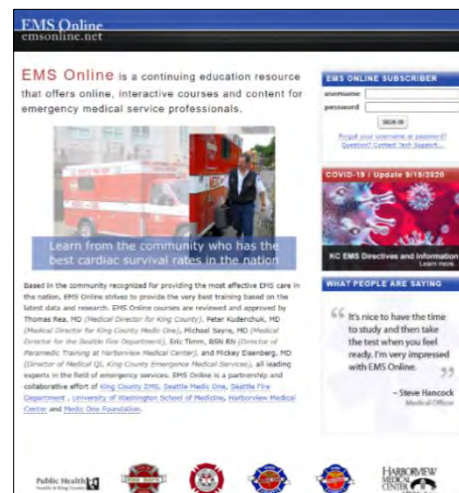 EMS Online
emsonline.net
EMS Online is a continuing education resource
that offers online, interactive courses and content for
emergency medical service professionals.
Learn from the community who has the
best cardiac survival rates in the nation
Based in the community recognized for providing the most effective EMS care in
the nation, EMS Online strives to provide the very best training based on the
latest data and research. EMS Online courses are reviewed and approved by
Thomas Rea, MD (Medical Director for King County), Peter Kudenchuk, MD
(Medical Director for King County Medic One), Michael Sayre, MD (Medical
Director for the Seattle Fire Department), Eric Timm, BSN RN (Director of
Paramedic Training at Harborview Medical Center), and Mickey Eisenberg, MD
(Director of Medical QI, King County Emergence Medical Services), all leading
experts in the field of emergency services. EMS Online is a partnership and
collaborative effort of King County EMS, Seattle Medic One, Seattle Fire
Department , University of Washington School of Medicine, Harborview Medical
Center and Medic One Foundation.
EMS ONLINE SUBSCRIBER
username
password
SIGN IN
Forgot your username or password?
Question? Contact Tech Support...
COVID-19 / Update 9/15/2020
KC EMS Directives and Information
Learn more
WHAT PEOPLE ARE SAYING
“ It's nice to have the time
to study and then take
the test when you feel
ready. I'm very impressed
with EMS Online. ”
– Steve Hancock
Medical Officer
Public Health
Seattle & King County
HARBORVIEW
MEDICAL
CENTER